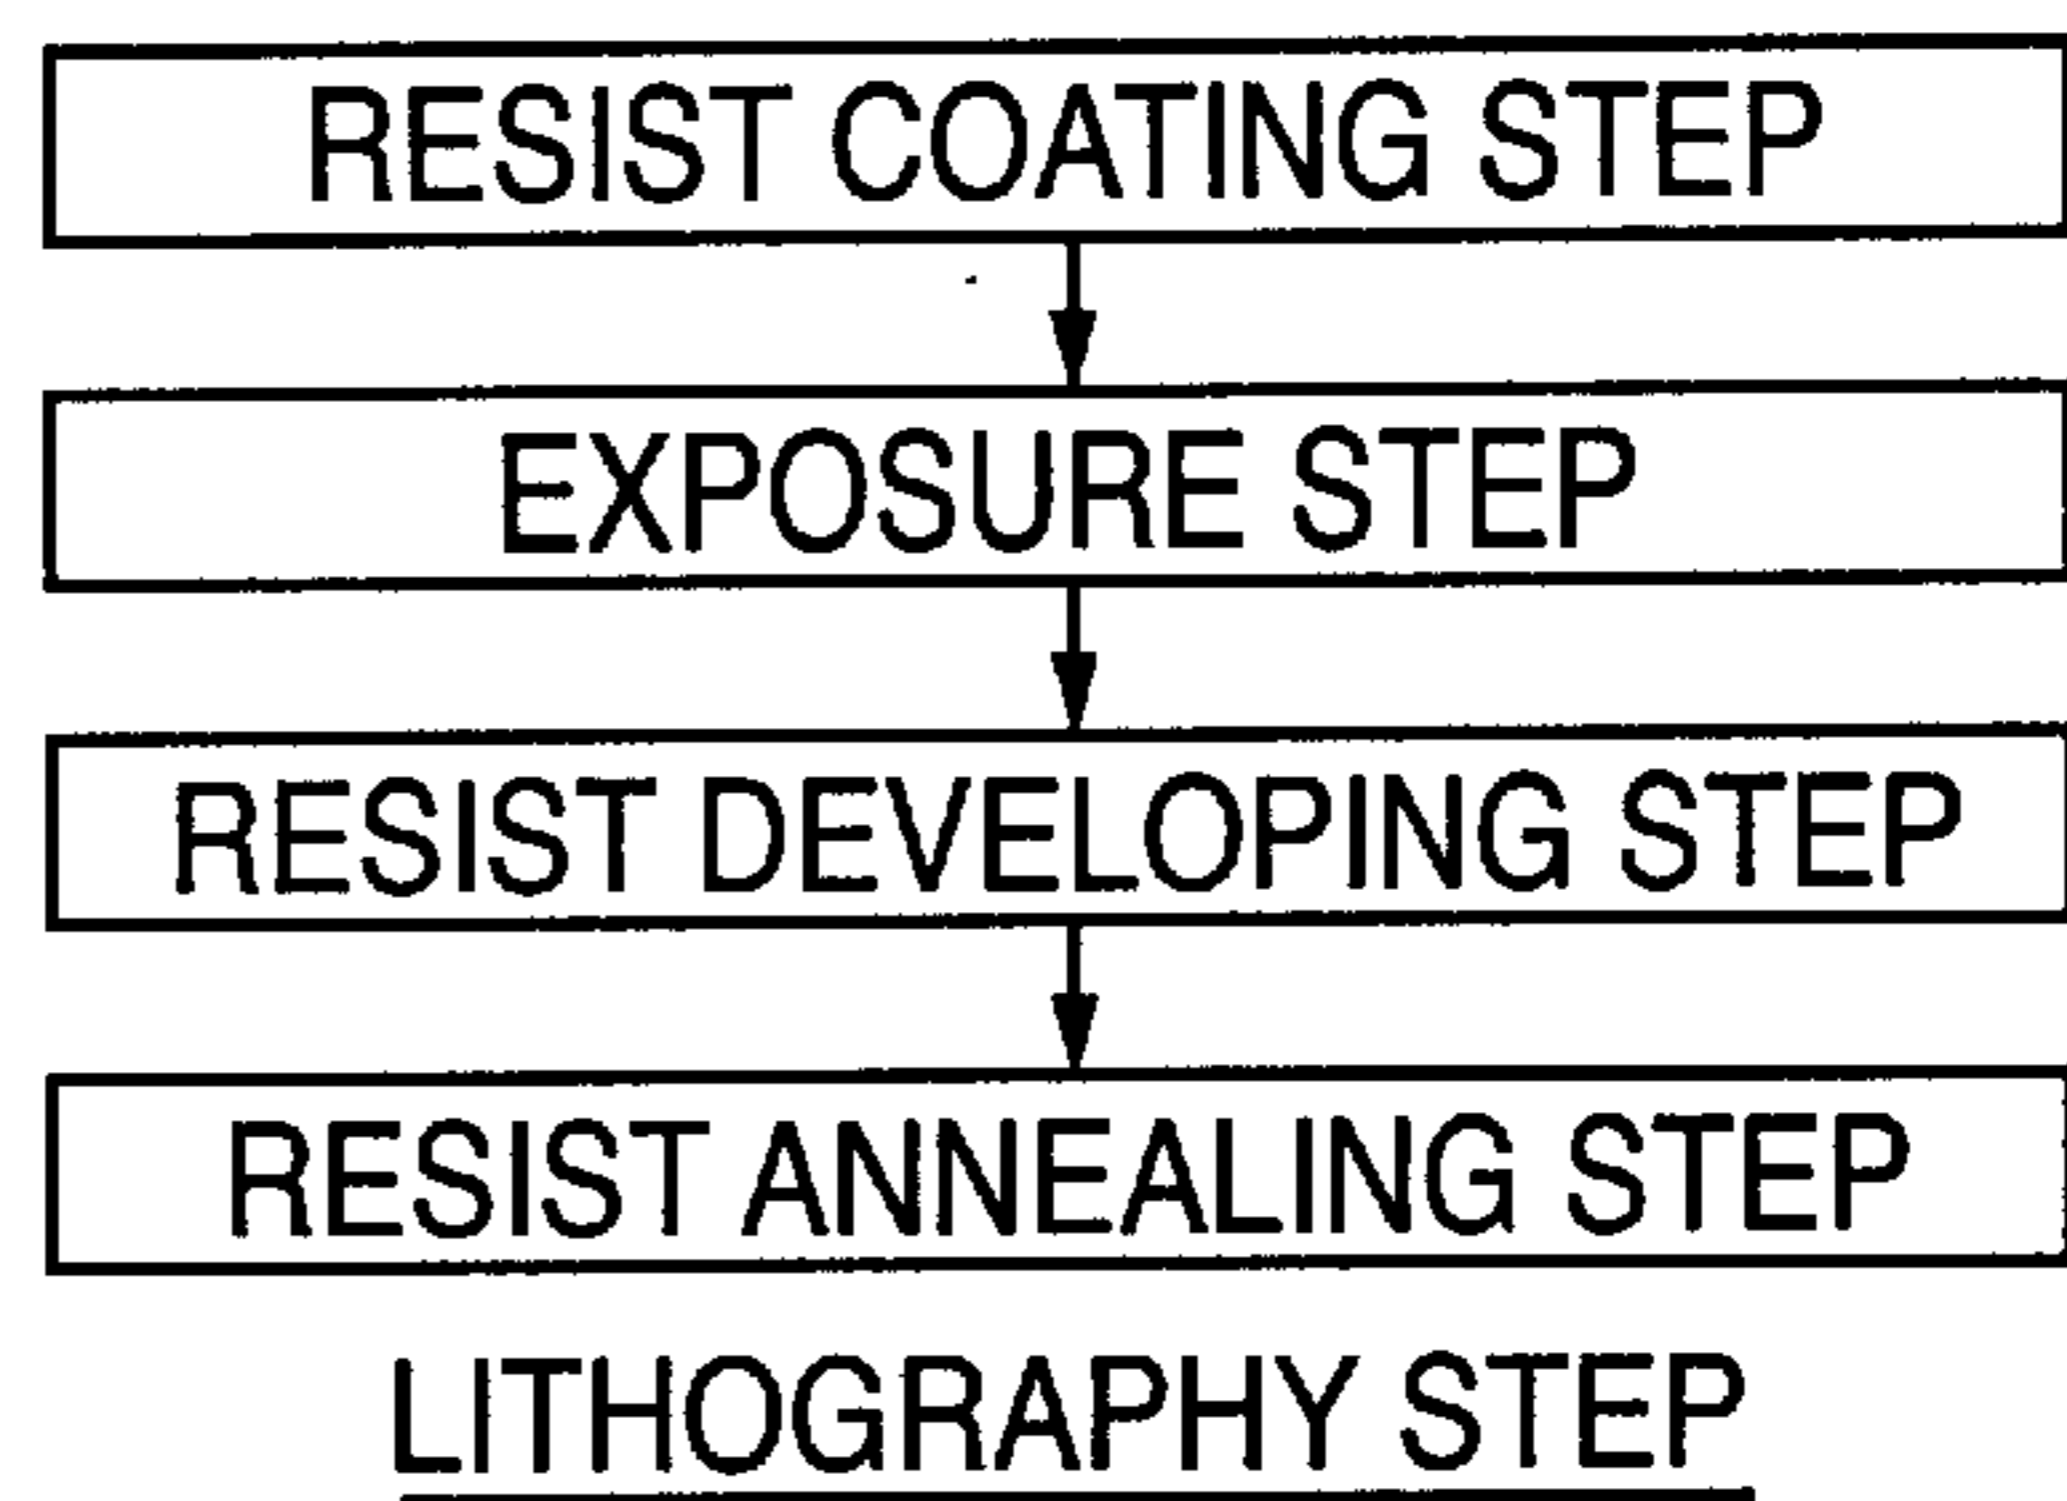 RESIST COATING STEP
EXPOSURE STEP
RESIST DEVELOPING STEP
RESIST ANNEALING STEP
LITHOGRAPHY STEP